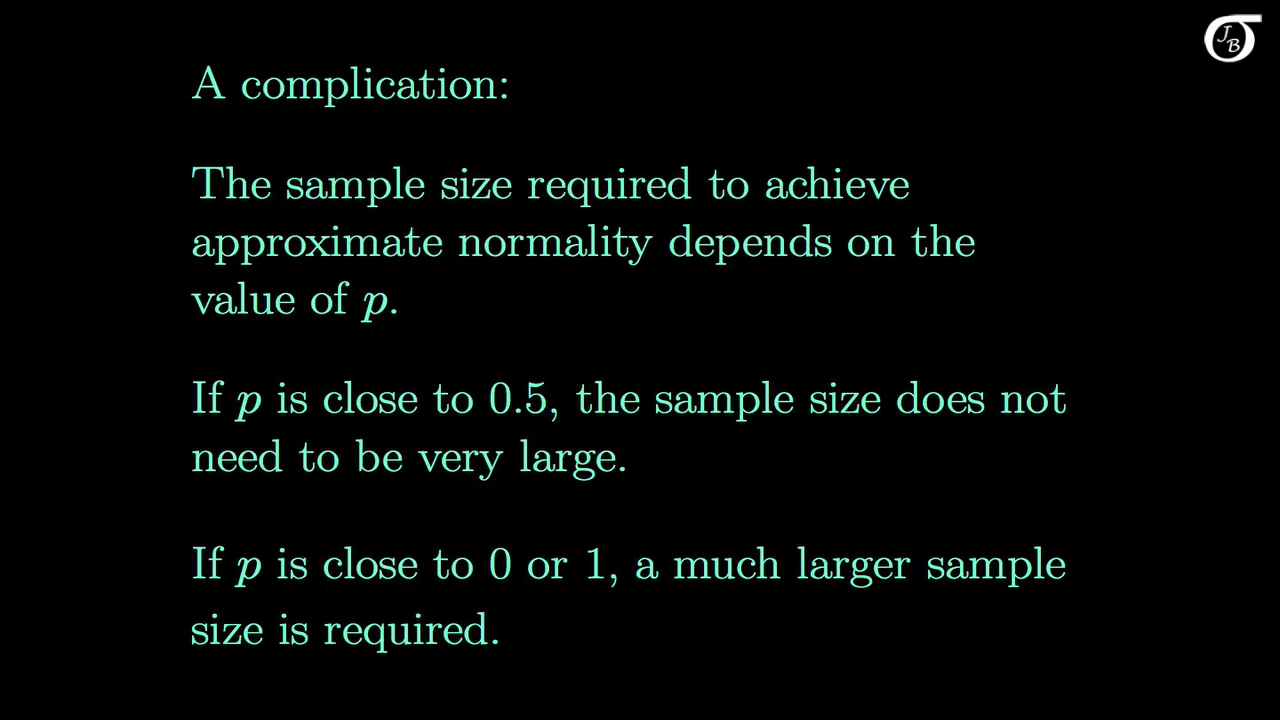 JB
A complication:
The sample size required to achieve
approximate normality depends on the
value of p.
If p is close to 0.5, the sample size does not
need to be very large.
If p is close to 0 or 1, a much larger sample
size is required.